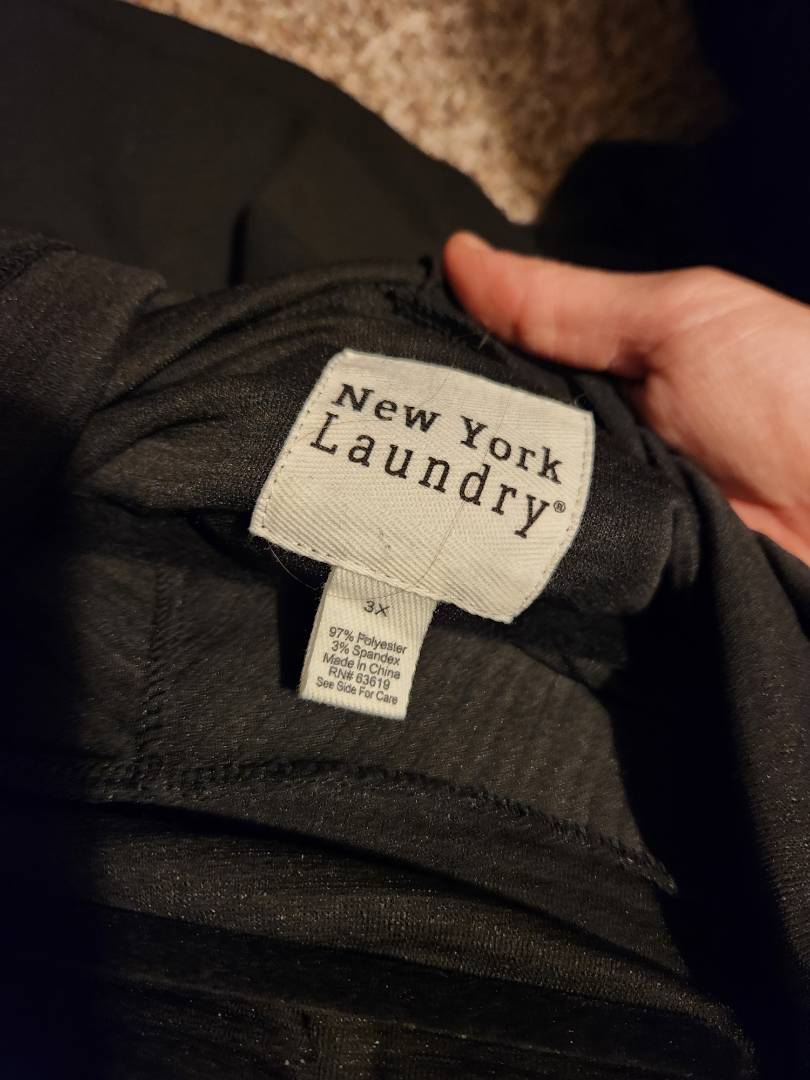 New York
Laundry®
3X
97% Polyester
3% Spandex
Made in China
RN# 63619
See Side For Care